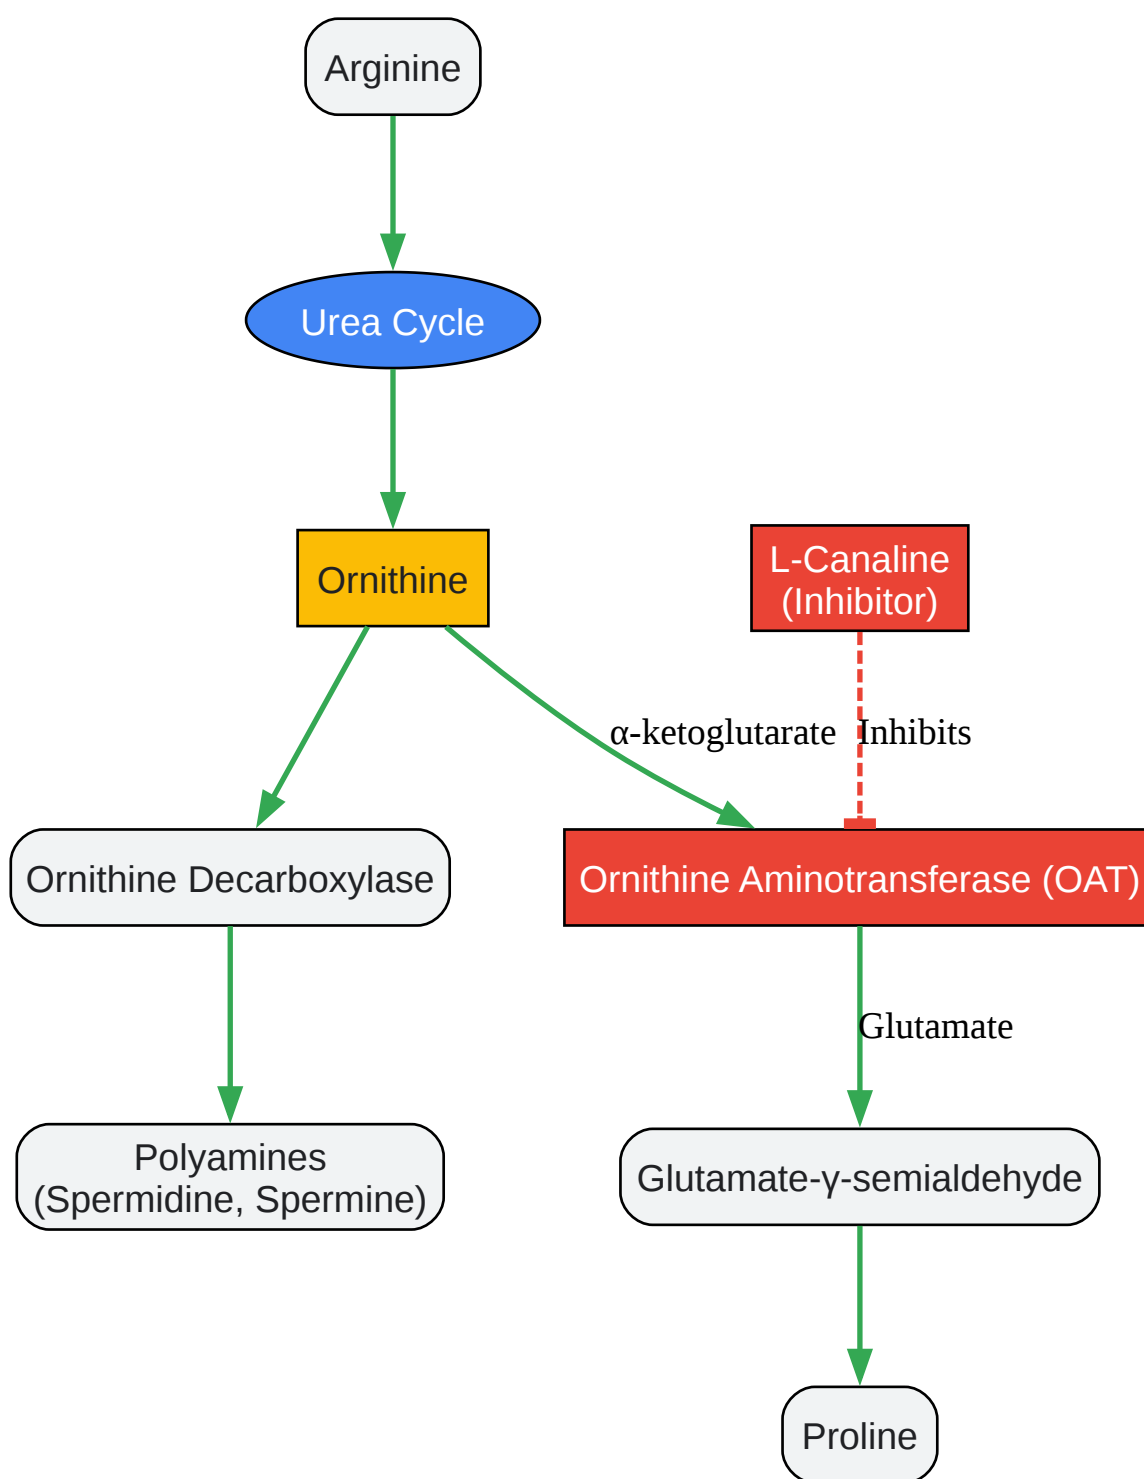 Arginine
Urea Cycle
Ornithine
L-Canaline
(Inhibitor)
α-ketoglutarate
Inhibits
Ornithine Decarboxylase
Ornithine Aminotransferase (OAT)
Glutamate
Polyamines
(Spermidine, Spermine)
Glutamate-γ-semialdehyde
Proline